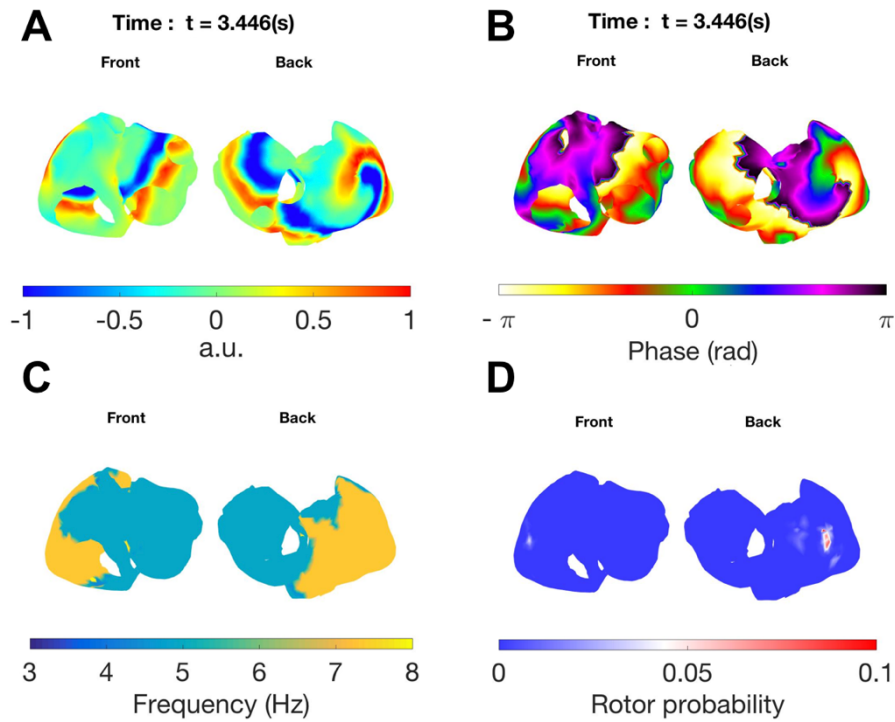 A
Time : t = 3.446(s)
Front Back
-1 -0.5 0 0.5 1
a.u.
B
Time : t = 3.446(s)
Front Back
- π 0 π
Phase (rad)
C
Front Back
3 4 5 6 7 8
Frequency (Hz)
D
Front Back
0 0.05 0.1
Rotor probability